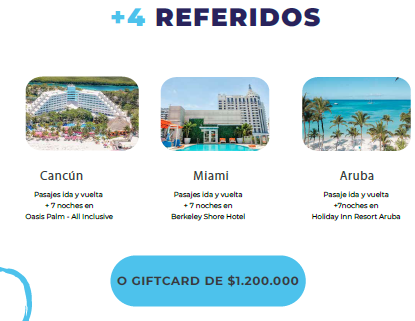 +4 REFERIDOS
Cancún
Miami
Aruba
Pasajes ida y vuelta
+ 7 noches en
Oasis Palm - All Inclusive
Pasajes ida y vuelta
+ 7 noches en
Berkeley Shore Hotel
Pasaje ida y vuelta
+7noches en
Holiday Inn Resort Aruba
O GIFTCARD DE $1.200.000